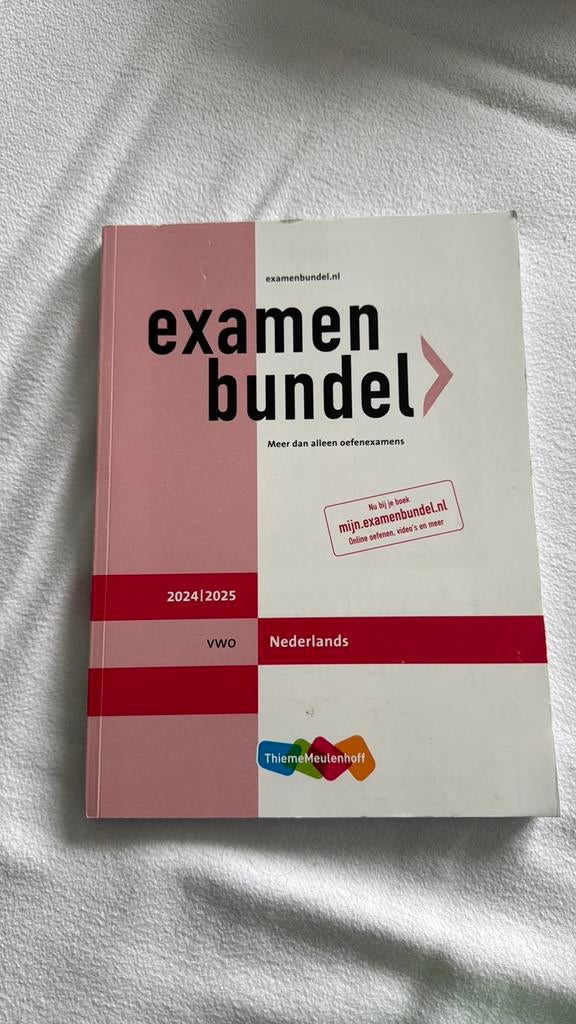 examenbundel.nl
examen
bundel
Meer dan alleen oefenexamens
Nu bij je boek
mijn.examenbundel.nl
Online oefenen, video's en meer
2024|2025
vwo
Nederlands
ThiemeMeulenhoff